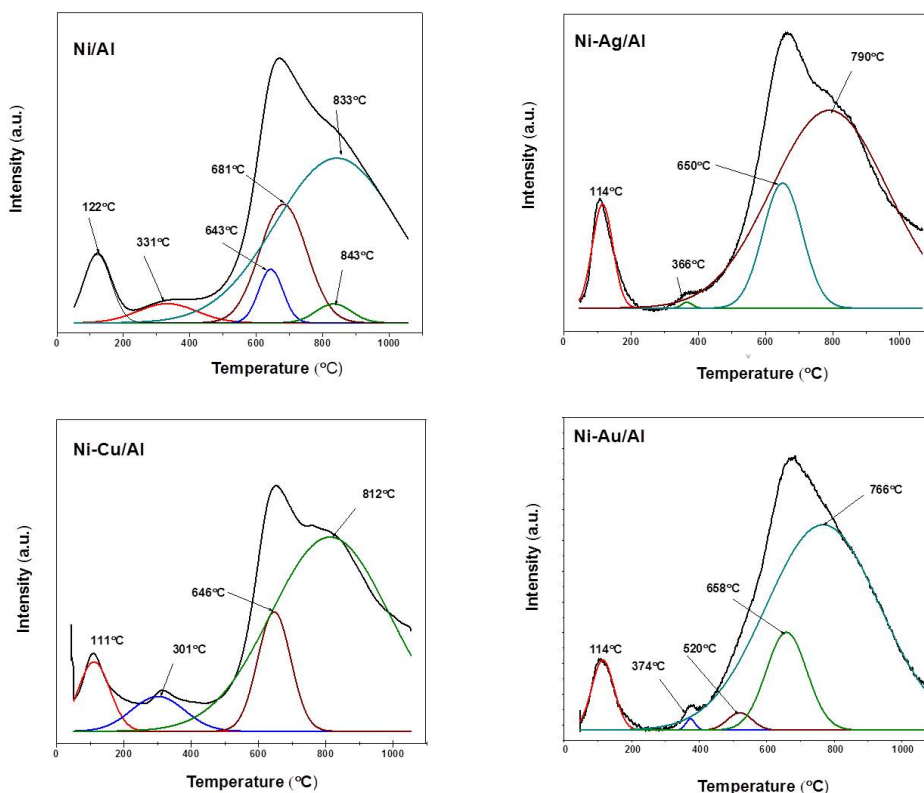 Ni/Al
833°C
681°C
122°C
643°C
331°C
843°C
Intensity (a.u.)
0 200 400 600 800 1000
Temperature (°C)
Ni-Ag/Al
790°C
650°C
114°C
366°C
Intensity (a.u.)
0 200 400 600 800 1000
Temperature (°C)
Ni-Cu/Al
812°C
646°C
111°C
301°C
Intensity (a.u.)
0 200 400 600 800 1000
Temperature (°C)
Ni-Au/Al
766°C
658°C
114°C
520°C
374°C
Intensity (a.u.)
0 200 400 600 800 1000
Temperature (°C)